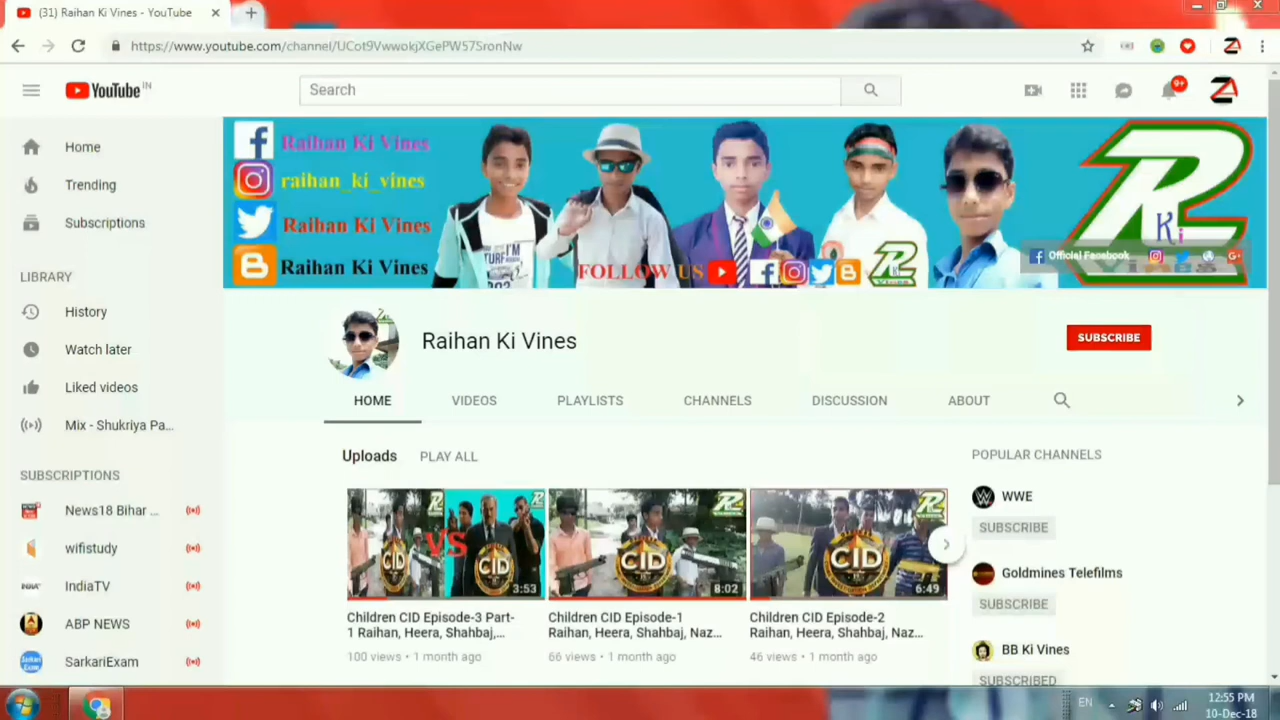 (31) Raihan Ki Vines - YouTube
https://www.youtube.com/channel/UCot9VwwokjXGePW57SronNw
YouTube IN
Search
9+
Home
Trending
Subscriptions
LIBRARY
History
Watch later
Liked videos
Mix - Shukriya Pa...
SUBSCRIPTIONS
News18 Bihar ...
wifistudy
IndiaTV
ABP NEWS
SarkariExam
Raihan Ki Vines
raihan_ki_vines
Raihan Ki Vines
Raihan Ki Vines
FOLLOW US
R
Ki
Official Facebook
Raihan Ki Vines
SUBSCRIBE
HOME
VIDEOS
PLAYLISTS
CHANNELS
DISCUSSION
ABOUT
Uploads PLAY ALL
VS
CID
CID
3:53
Children CID Episode-3 Part-
1 Raihan, Heera, Shahbaj,...
100 views • 1 month ago
CID
8:02
Children CID Episode-1
Raihan, Heera, Shahbaj, Naz...
66 views • 1 month ago
CID
6:49
Children CID Episode-2
Raihan, Heera, Shahbaj, Naz...
46 views • 1 month ago
POPULAR CHANNELS
WWE
SUBSCRIBE
Goldmines Telefilms
SUBSCRIBE
BB Ki Vines
SUBSCRIBED
EN
12:55 PM
10-Dec-18